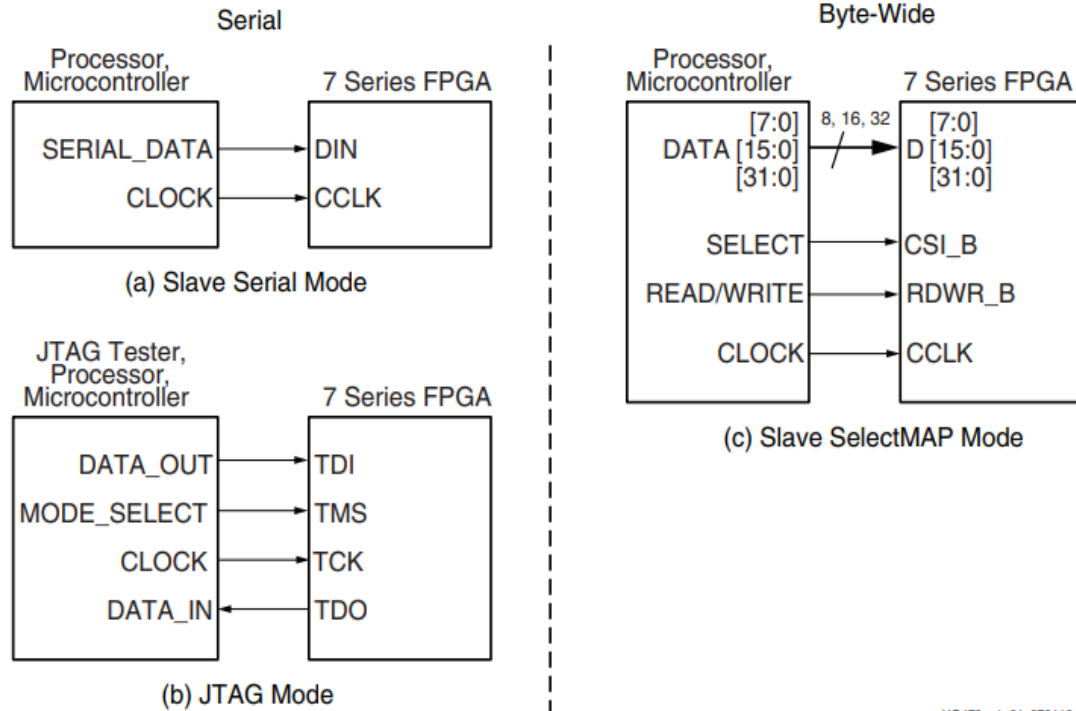 Serial
Processor,
Microcontroller
7 Series FPGA
SERIAL_DATA
DIN
CLOCK
CCLK
(a) Slave Serial Mode
JTAG Tester,
Processor,
Microcontroller
7 Series FPGA
DATA_OUT
TDI
MODE_SELECT
TMS
CLOCK
TCK
DATA_IN
TDO
(b) JTAG Mode
Byte-Wide
Processor,
Microcontroller
7 Series FPGA
[7:0]
8, 16, 32
[7:0]
DATA [15:0]
D [15:0]
[31:0]
[31:0]
SELECT
CSI_B
READ/WRITE
RDWR_B
CLOCK
CCLK
(c) Slave SelectMAP Mode